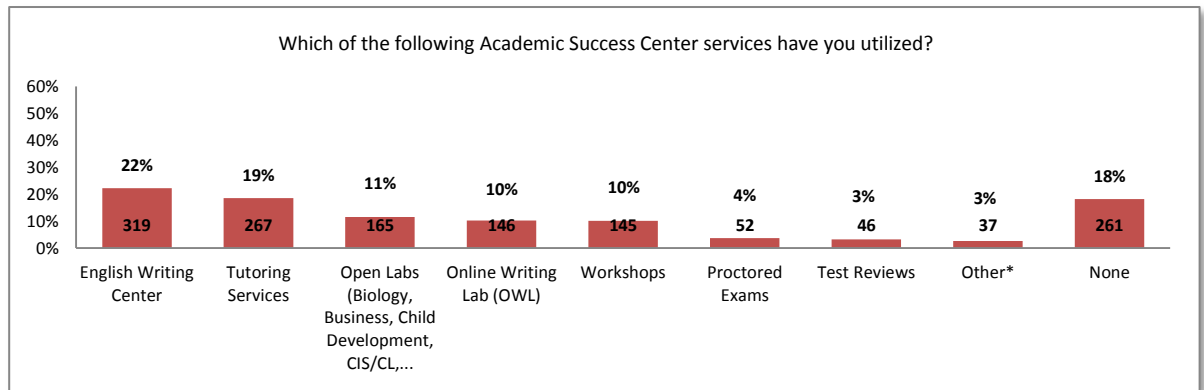 Which of the following Academic Success Center services have you utilized?
60%
50%
40%
30%
20%
10%
0%
22%
19%
11%
10%
10%
4%
3%
3%
18%
319
267
165
146
145
52
46
37
261
English Writing
Center
Tutoring
Services
Open Labs
(Biology,
Business, Child
Development,
CIS/CL,...
Online Writing
Lab (OWL)
Workshops
Proctored
Exams
Test Reviews
Other*
None